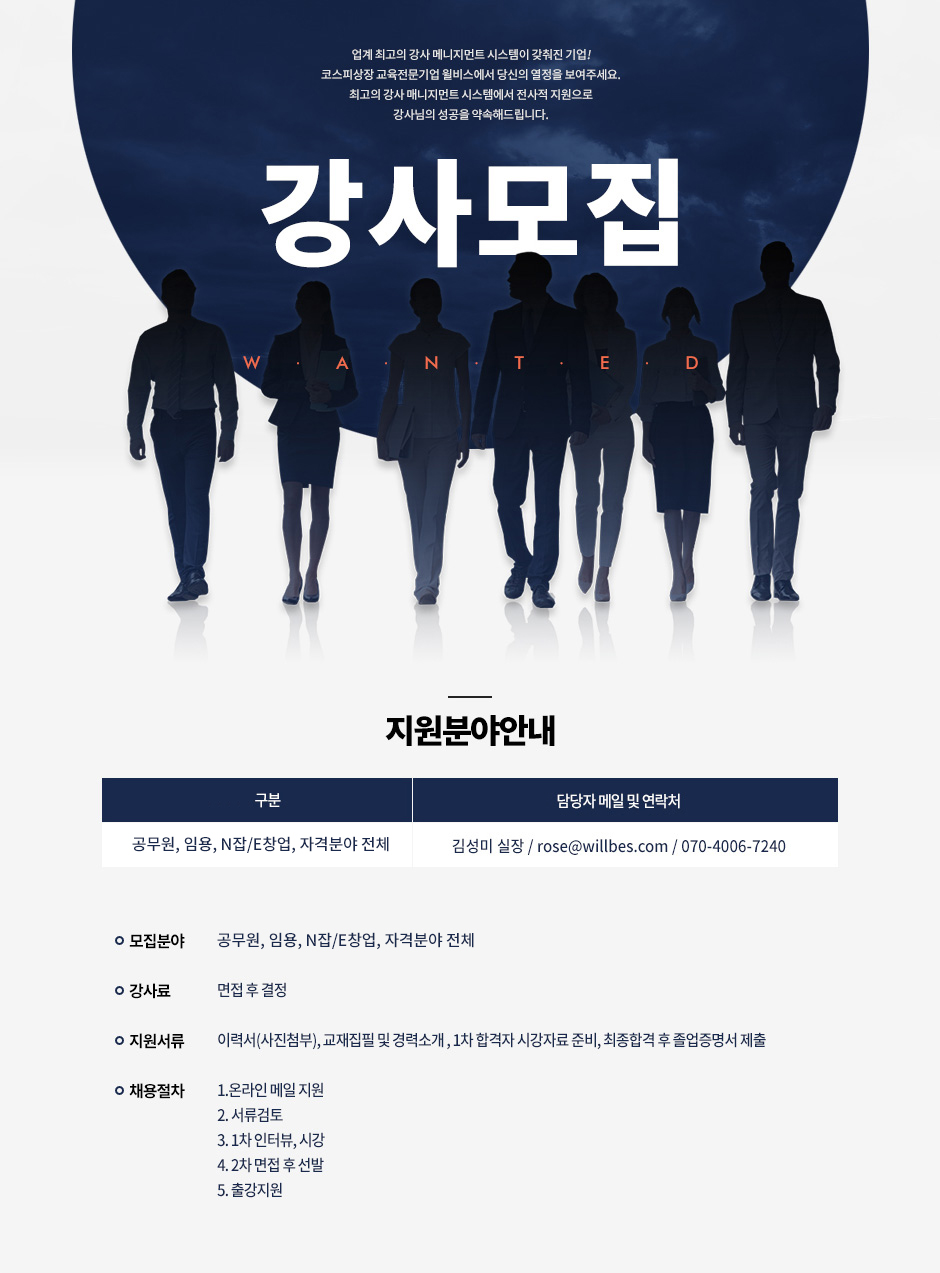 업계 최고의 강사 메니지먼트 시스템이 갖춰진 기업!
코스피상장 교육전문기업 윌비스에서 당신의 열정을 보여주세요.
최고의 강사 매니지먼트 시스템에서 전사적 지원으로
강사님의 성공을 약속해드립니다.
강사모집
W · A · N · T · E · D
지원분야안내
구분 담당자 메일 및 연락처
공무원, 임용, N잡/E창업, 자격분야 전체 김성미 실장 / rose@willbes.com / 070-4006-7240
모집분야 공무원, 임용, N잡/E창업, 자격분야 전체
강사료 면접 후 결정
지원서류 이력서(사진첨부), 교재집필 및 경력소개 , 1차 합격자 시강자료 준비, 최종합격 후 졸업증명서 제출
채용절차 1.온라인 메일 지원
2. 서류검토
3. 1차 인터뷰, 시강
4. 2차 면접 후 선발
5. 출강지원